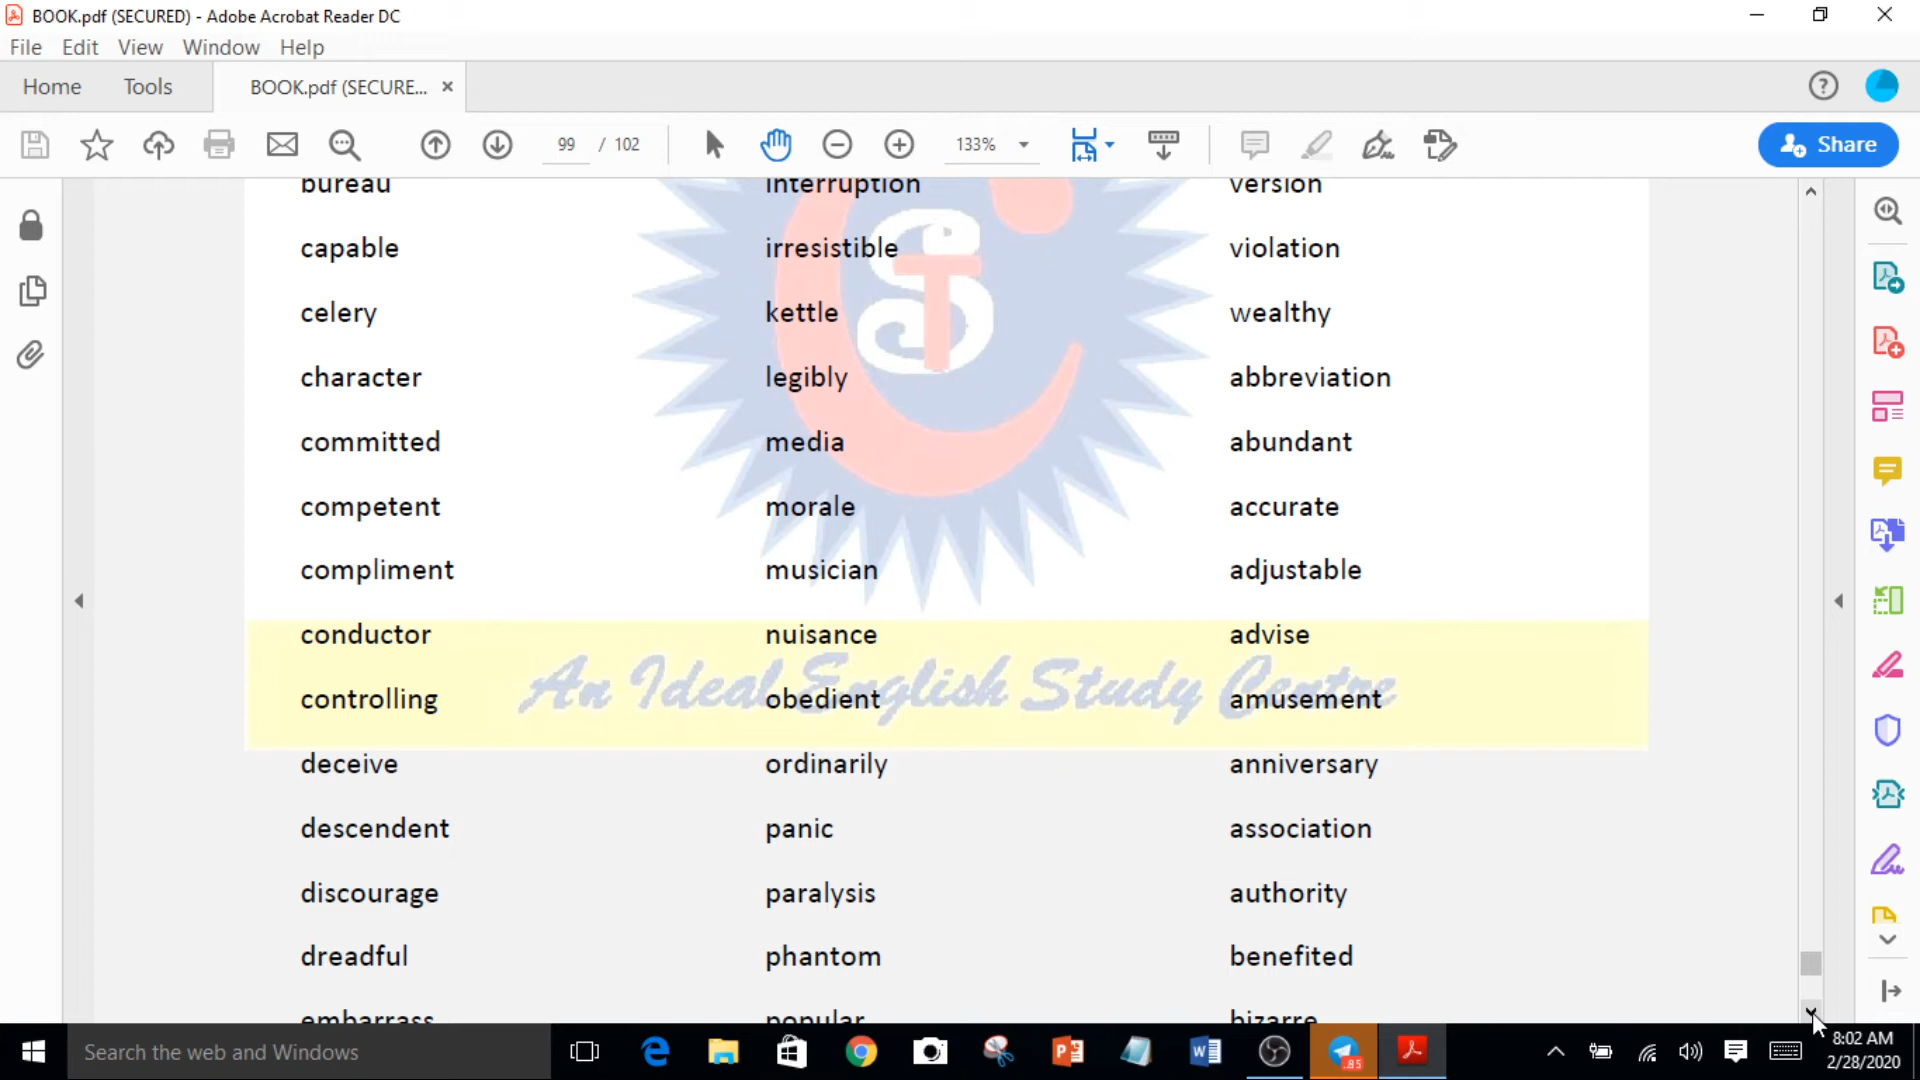 BOOK.pdf (SECURED) - Adobe Acrobat Reader DC
File Edit View Window Help
Home Tools BOOK.pdf (SECURE... ×
99 / 102 133% Share
bureau interruption version
capable irresistible violation
celery kettle wealthy
character legibly abbreviation
committed media abundant
competent morale accurate
compliment musician adjustable
conductor nuisance advise
An Ideal English Study Centre
controlling obedient amusement
deceive ordinarily anniversary
descendent panic association
discourage paralysis authority
dreadful phantom benefited
embarrass popular bizarre
Search the web and Windows
.85
8:02 AM
2/28/2020